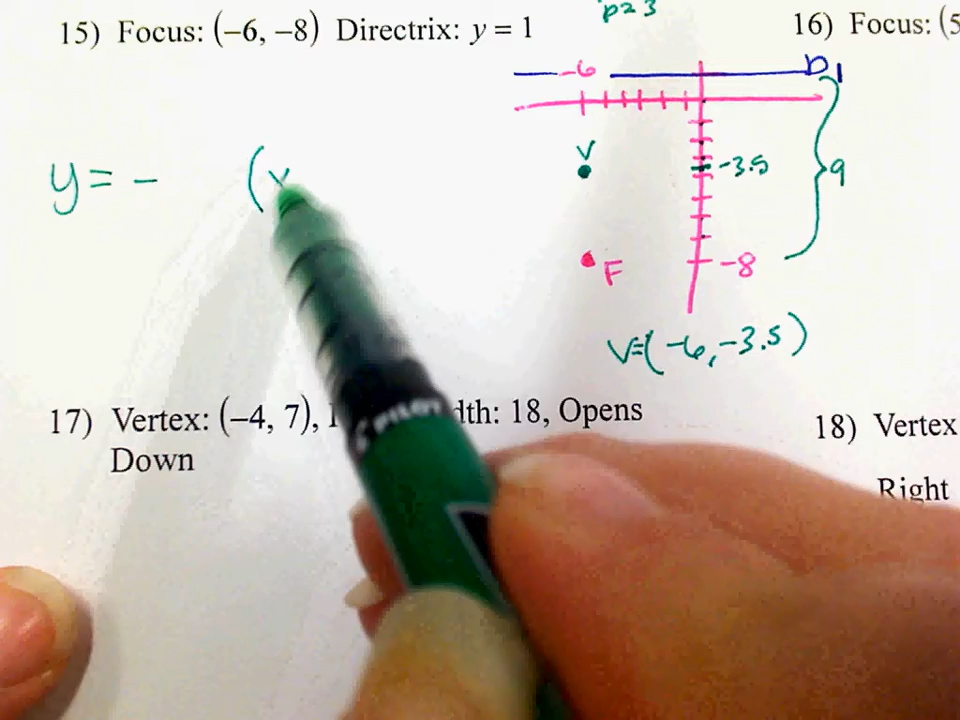 p=3
15) Focus: (−6, −8) Directrix: y = 1
16) Focus: (5
-6 D 1
V
-3.5 9
y = - (x
F -8
V=(-6,-3.5)
17) Vertex: (−4, 7), dth: 18, Opens
Down
PILOT
18) Vertex
Right